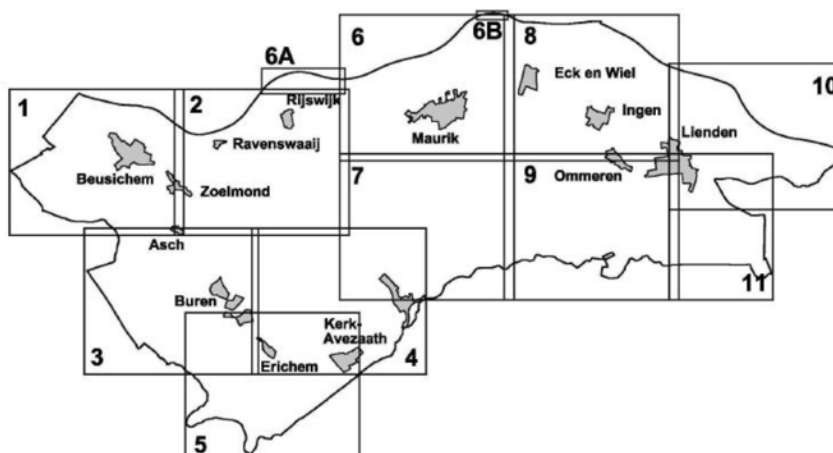 6
6B
8
6A
Eck en Wiel
10
1
2
Rijswijk
Ingen
Maurik
Lienden
Ravenswaaij
Beusichem
7
9
Ommeren
Zoelmond
Asch
11
Buren
Kerk-
Avezaath
3
4
Erichem
5